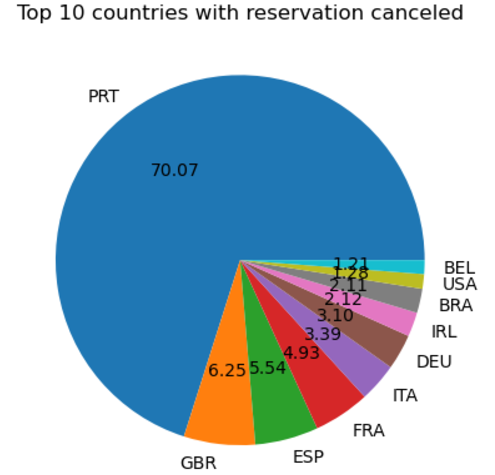 Top 10 countries with reservation canceled
PRT
70.07
1.21
BEL
1.28
USA
2.11
BRA
2.12
IRL
3.10
DEU
3.39
ITA
4.93
FRA
5.54
ESP
6.25
GBR